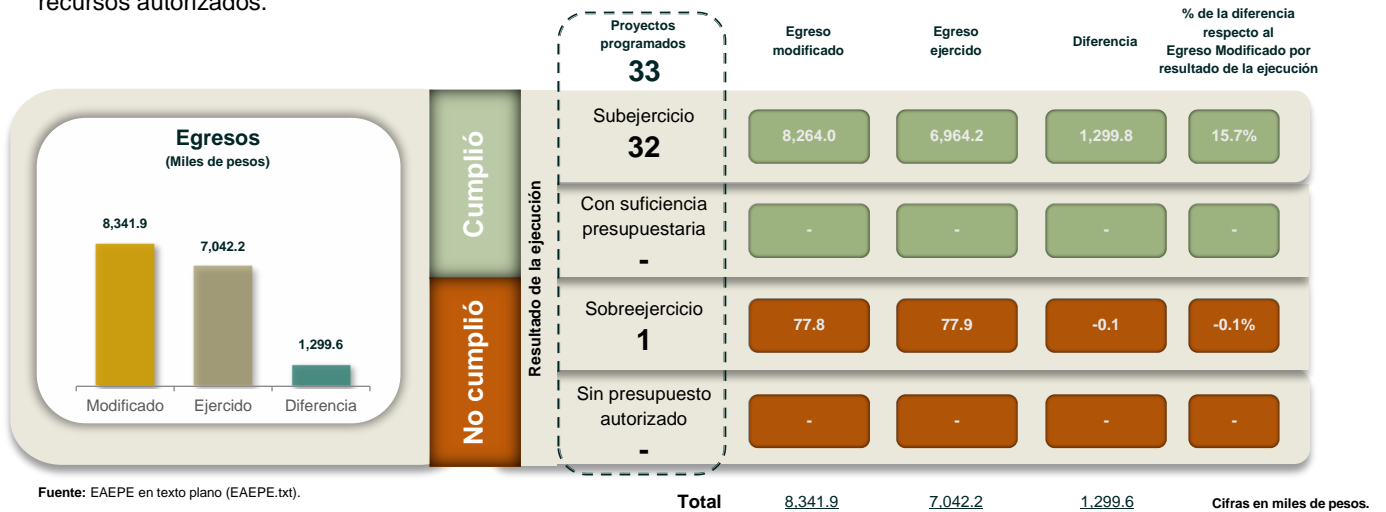 recursos autorizados.
Proyectos
programados
33
Egreso
modificado
Egreso
ejercido
Diferencia
% de la diferencia
respecto al
Egreso Modificado por
resultado de la ejecución
Egresos
(Miles de pesos)
8,341.9
7,042.2
1,299.6
Modificado
Ejercido
Diferencia
Cumplió
No cumplió
Resultado de la ejecución
Subejercicio
32
8,264.0
6,964.2
1,299.8
15.7%
Con suficiencia
presupuestaria
-
-
-
-
-
Sobreejercicio
1
77.8
77.9
-0.1
-0.1%
Sin presupuesto
autorizado
-
-
-
-
-
Fuente: EAEPE en texto plano (EAEPE.txt).
Total
8,341.9
7,042.2
1,299.6
Cifras en miles de pesos.